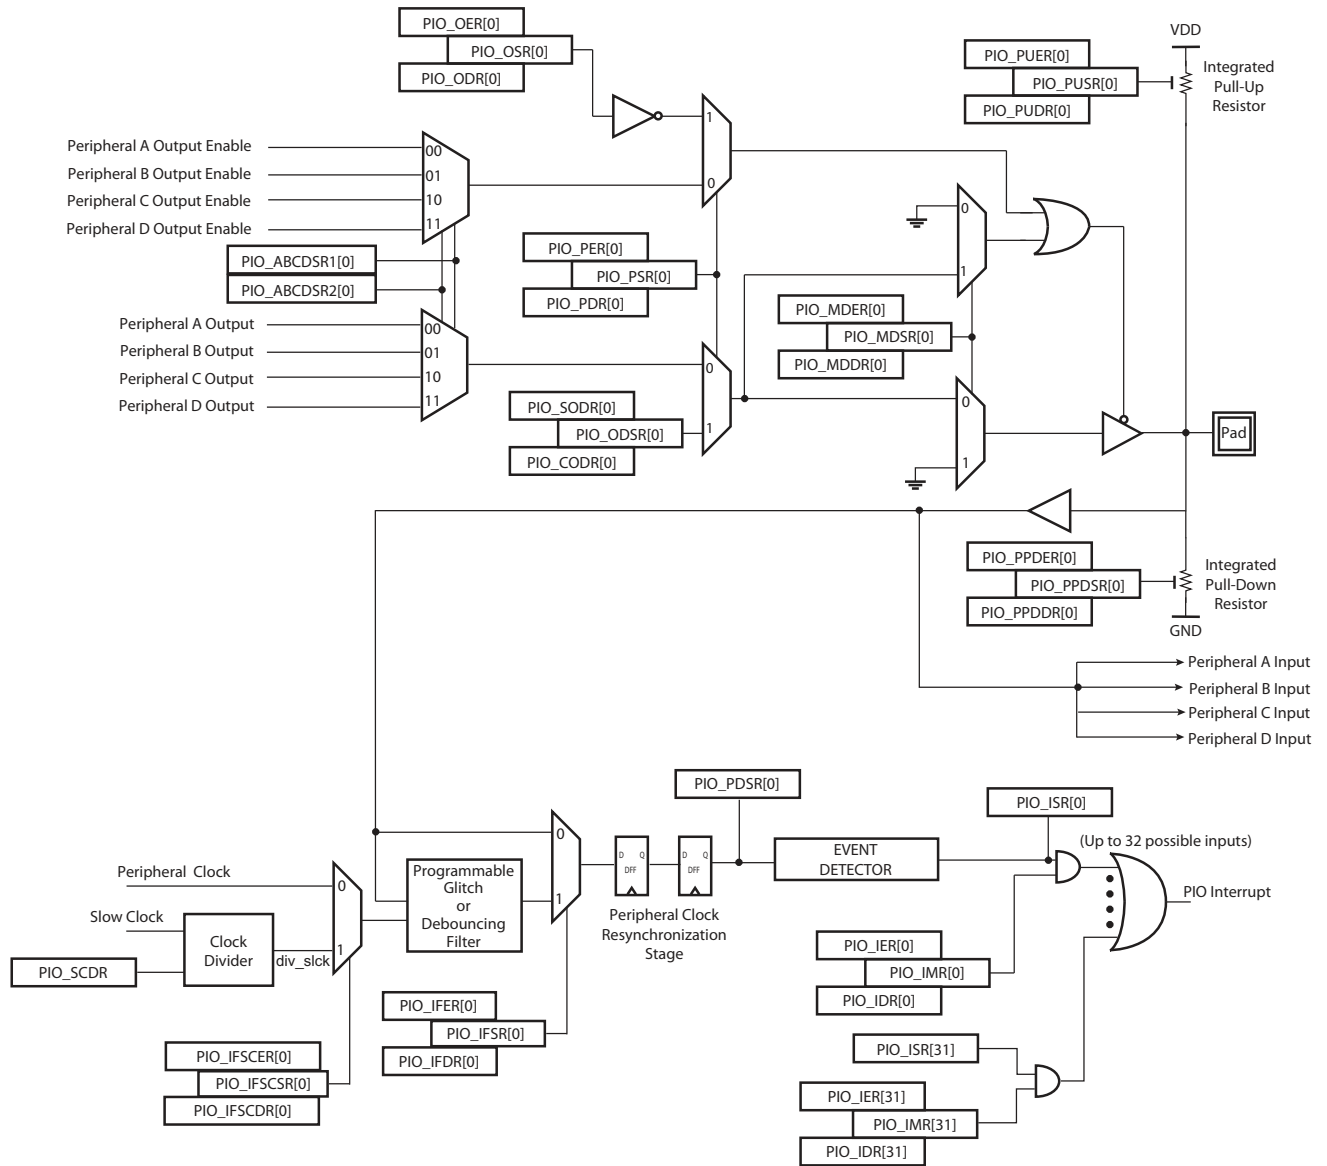 PIO_OER[0]
PIO_OSR[0]
PIO_ODR[0]
1
0
Peripheral A Output Enable
Peripheral B Output Enable
Peripheral C Output Enable
Peripheral D Output Enable
00
01
10
11
PIO_ABCDSR1[0]
PIO_ABCDSR2[0]
Peripheral A Output
Peripheral B Output
Peripheral C Output
Peripheral D Output
00
01
10
11
PIO_PER[0]
PIO_PSR[0]
PIO_PDR[0]
PIO_SODR[0]
PIO_ODSR[0]
PIO_CODR[0]
0
1
0
1
PIO_MDER[0]
PIO_MDSR[0]
PIO_MDDR[0]
0
1
PIO_PUER[0]
PIO_PUSR[0]
PIO_PUDR[0]
VDD
Integrated
Pull-Up
Resistor
Pad
PIO_PPDER[0]
PIO_PPDSR[0]
PIO_PPDDR[0]
Integrated
Pull-Down
Resistor
GND
Peripheral A Input
Peripheral B Input
Peripheral C Input
Peripheral D Input
Peripheral Clock
Slow Clock
PIO_SCDR
Clock
Divider
div_slck
0
1
PIO_IFSCER[0]
PIO_IFSCSR[0]
PIO_IFSCDR[0]
Programmable
Glitch
or
Debouncing
Filter
PIO_IFER[0]
PIO_IFSR[0]
PIO_IFDR[0]
0
1
D Q
DFF
D Q
DFF
Peripheral Clock
Resynchronization
Stage
PIO_PDSR[0]
EVENT
DETECTOR
PIO_ISR[0]
(Up to 32 possible inputs)
PIO Interrupt
PIO_IER[0]
PIO_IMR[0]
PIO_IDR[0]
PIO_ISR[31]
PIO_IER[31]
PIO_IMR[31]
PIO_IDR[31]